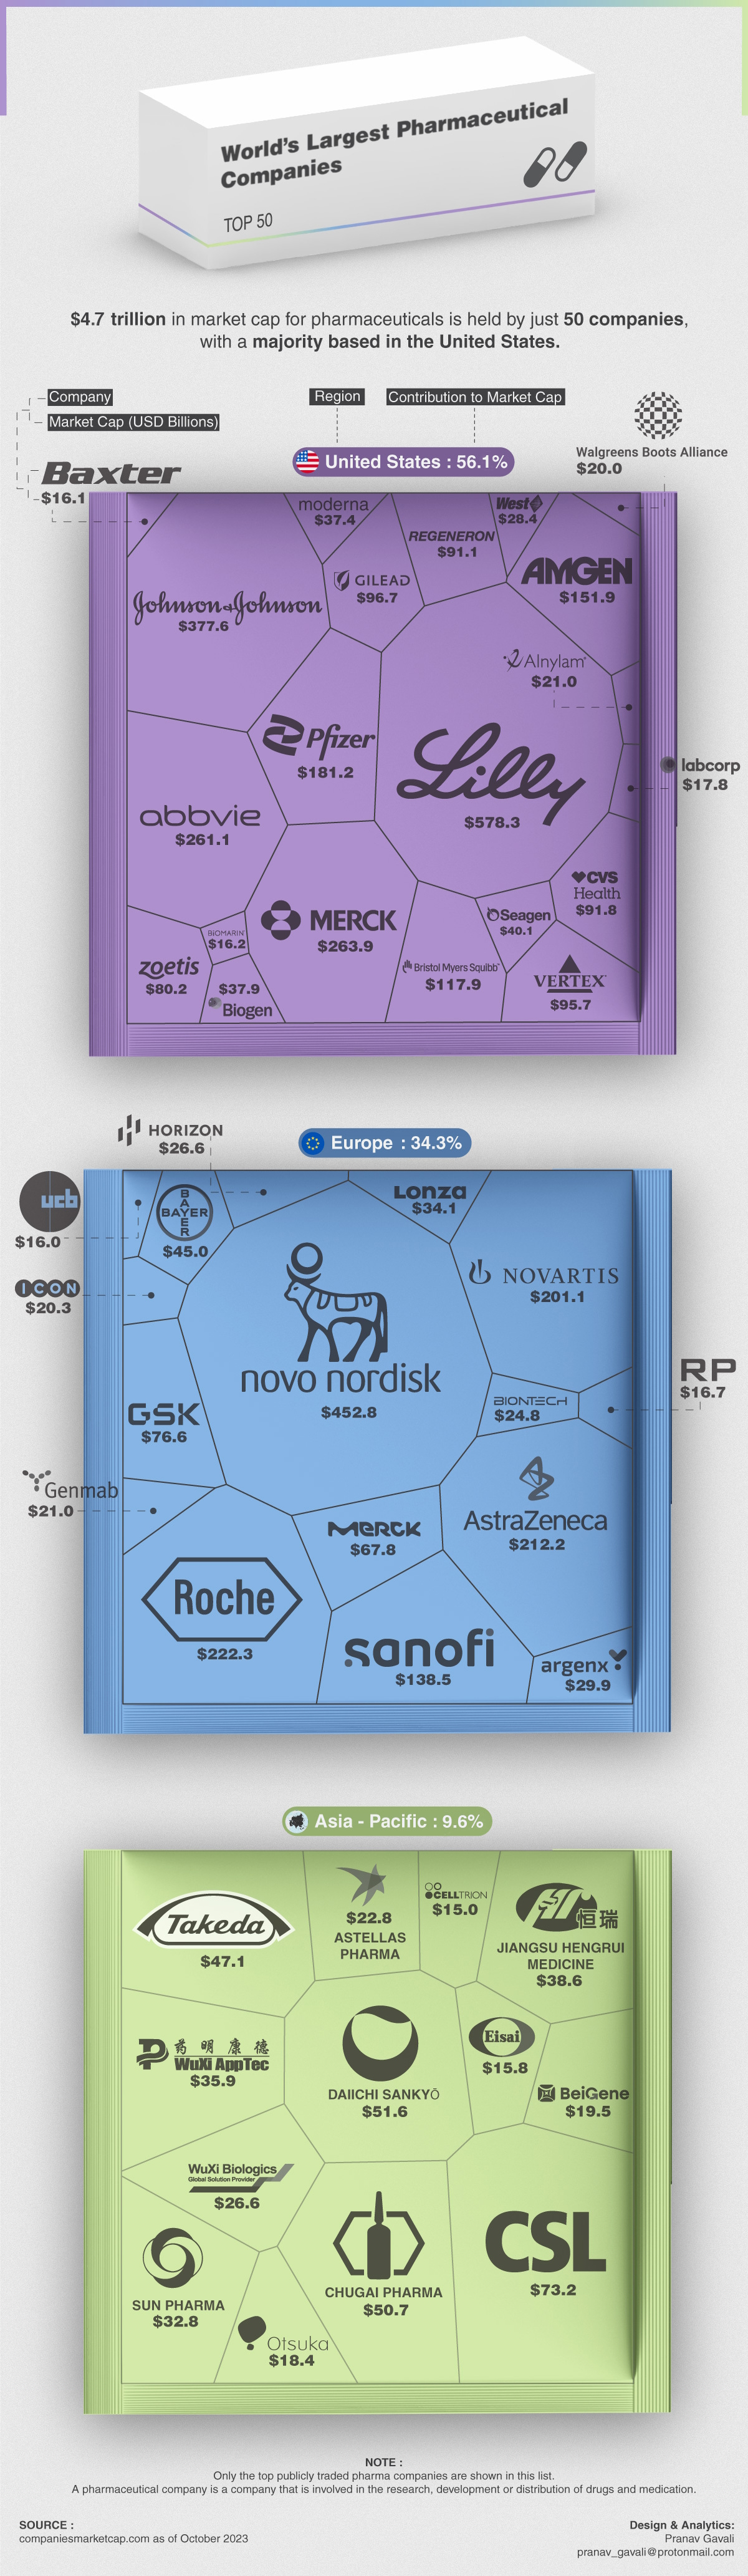 World's Largest Pharmaceutical
Companies
TOP 50
$4.7 trillion in market cap for pharmaceuticals is held by just 50 companies,
with a majority based in the United States.
Company
Market Cap (USD Billions)
Region
Contribution to Market Cap
United States : 56.1%
Walgreens Boots Alliance
$20.0
Baxter
$16.1
moderna
$37.4
West
$28.4
REGENERON
$91.1
AMGEN
$151.9
GILEAD
$96.7
Johnson & Johnson
$377.6
Alnylam
$21.0
Pfizer
$181.2
Lilly
$578.3
labcorp
$17.8
abbvie
$261.1
CVS
Health
$91.8
MERCK
$263.9
Seagen
$40.1
BIOMARIN
$16.2
zoetis
$80.2
$37.9
Biogen
Bristol Myers Squibb
$117.9
VERTEX
$95.7
HORIZON
$26.6
Europe : 34.3%
ucb
$16.0
BAYER
BAYER
$45.0
Lonza
$34.1
ICON
$20.3
NOVARTIS
$201.1
novo nordisk
$452.8
RP
$16.7
BIONTECH
$24.8
GSK
$76.6
Genmab
$21.0
AstraZeneca
$212.2
MERCK
$67.8
Roche
$222.3
sanofi
$138.5
argenx
$29.9
Asia - Pacific : 9.6%
Takeda
$47.1
$22.8
ASTELLAS
PHARMA
CELLTRION
$15.0
恒瑞
JIANGSU HENGRUI
MEDICINE
$38.6
药明康德
WuXi AppTec
$35.9
DAIICHI SANKYŌ
$51.6
Eisai
$15.8
BeiGene
$19.5
WuXi Biologics
Global Solution Provider
$26.6
SUN PHARMA
$32.8
CHUGAI PHARMA
$50.7
CSL
$73.2
Otsuka
$18.4
NOTE :
Only the top publicly traded pharma companies are shown in this list.
A pharmaceutical company is a company that is involved in the research, development or distribution of drugs and medication.
SOURCE :
companiesmarketcap.com as of October 2023
Design & Analytics:
Pranav Gavali
pranav_gavali@protonmail.com